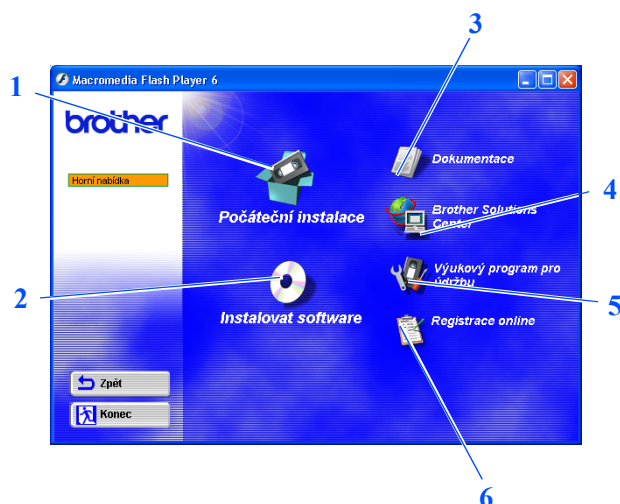 3
1
Macromedia Flash Player 6
brother
Horní nabídka
Dokumentace
4
Počáteční instalace
Brother Solutions
Center
2
Výukový program pro
údržbu
5
Instalovat software
Registrace online
Zpět
Konec
6